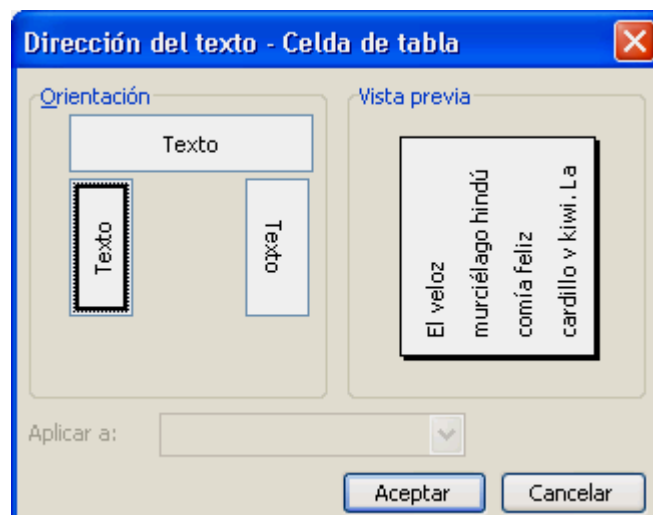 Dirección del texto - Celda de tabla
Orientación
Texto
Texto
Texto
Vista previa
El veloz
murciélago hindú
comía feliz
cardillo y kiwi. La
Aplicar a:
Aceptar
Cancelar